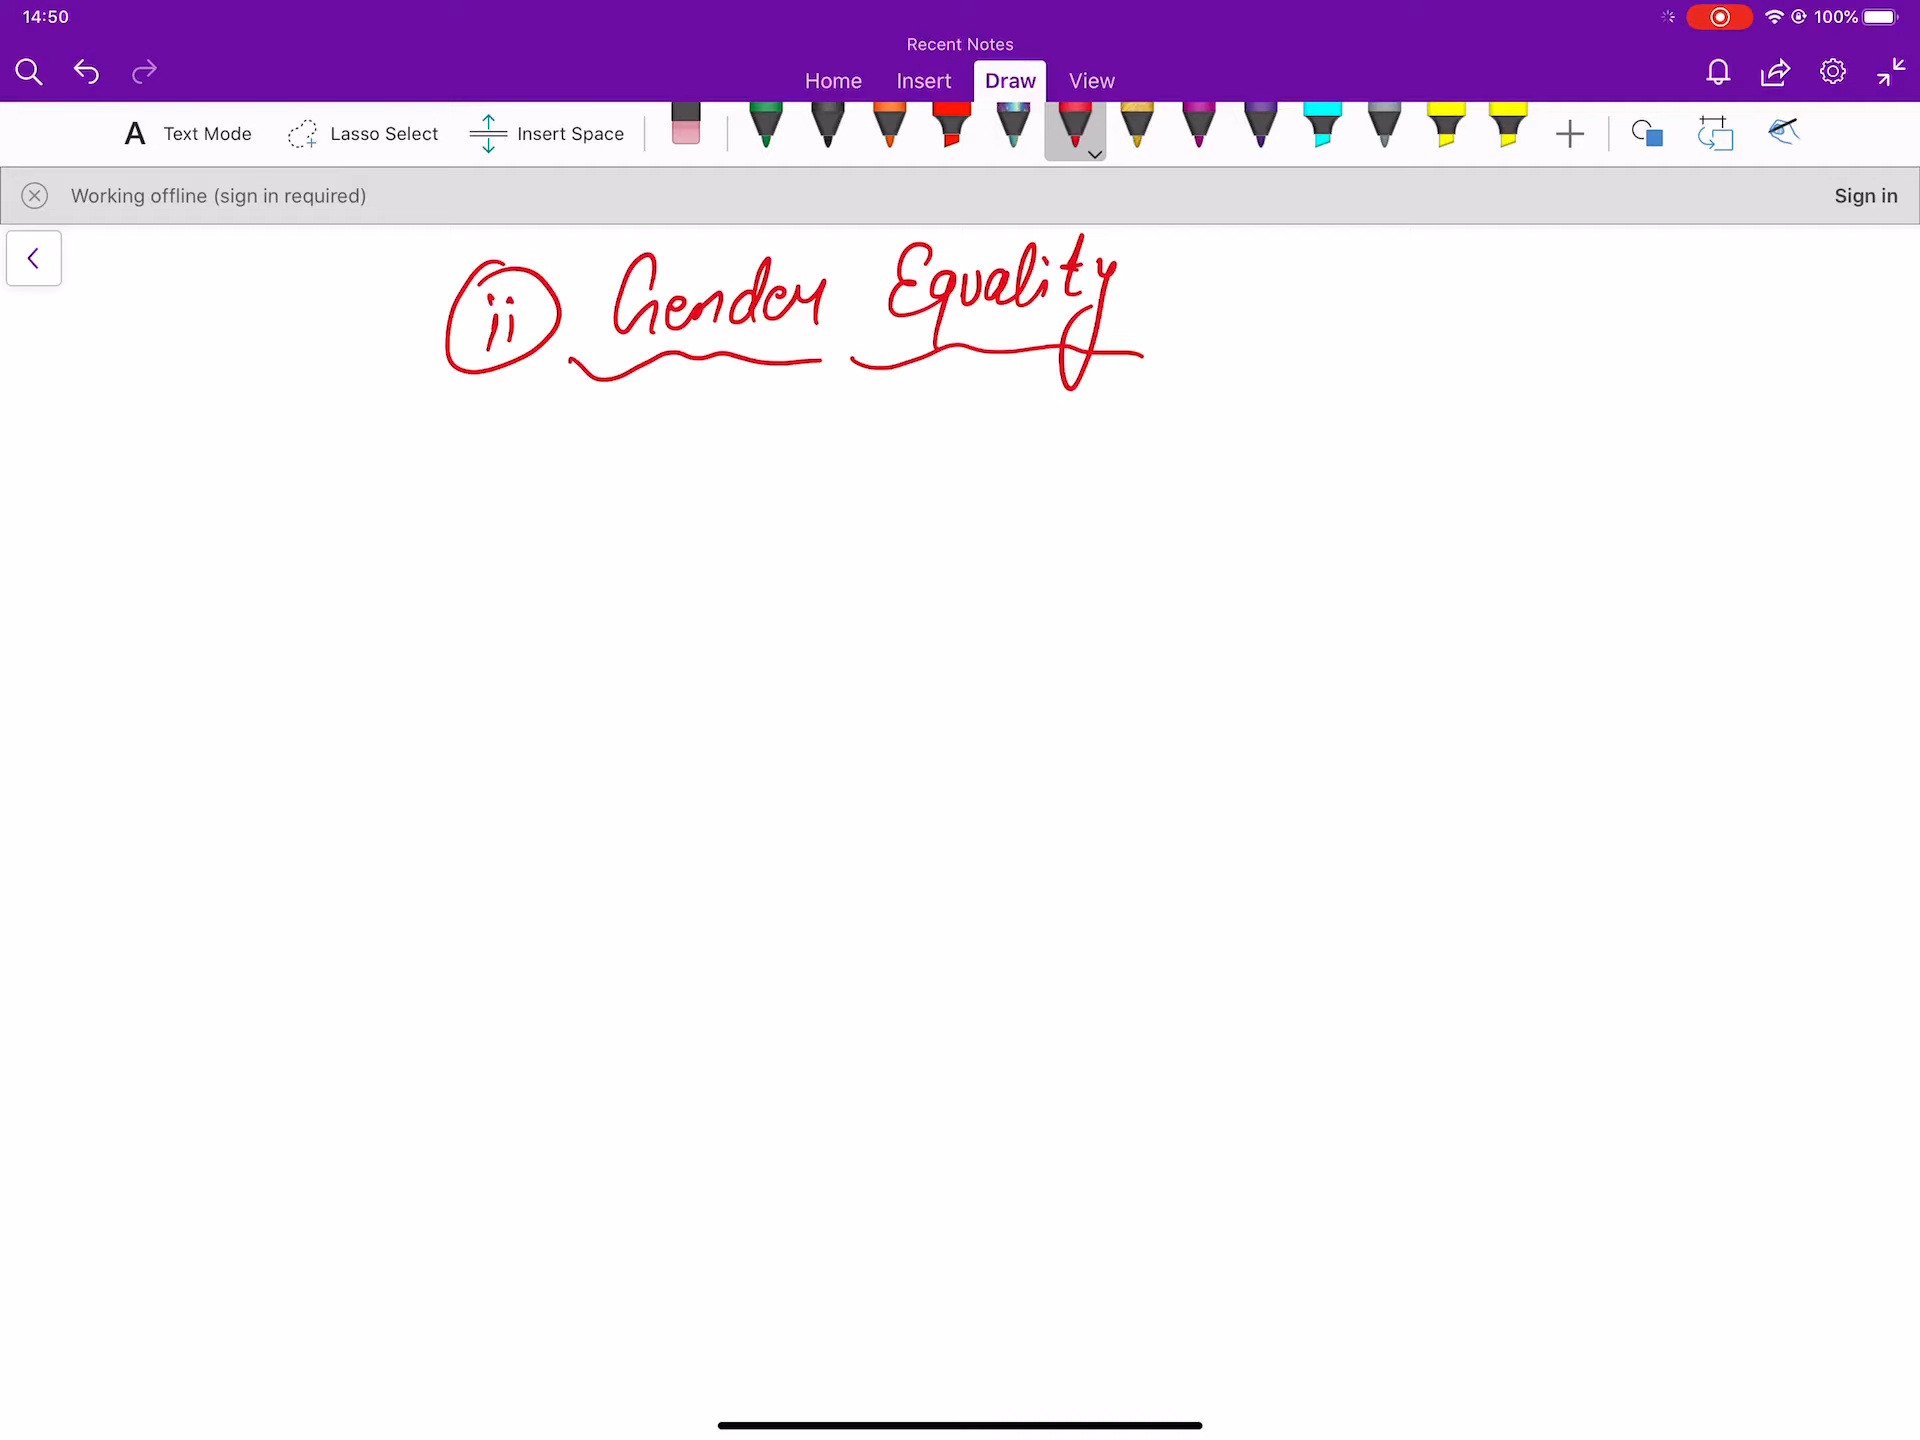 14:50
100%
Recent Notes
Home Insert Draw View
A Text Mode Lasso Select Insert Space
Working offline (sign in required) Sign in
ii Gender Equality